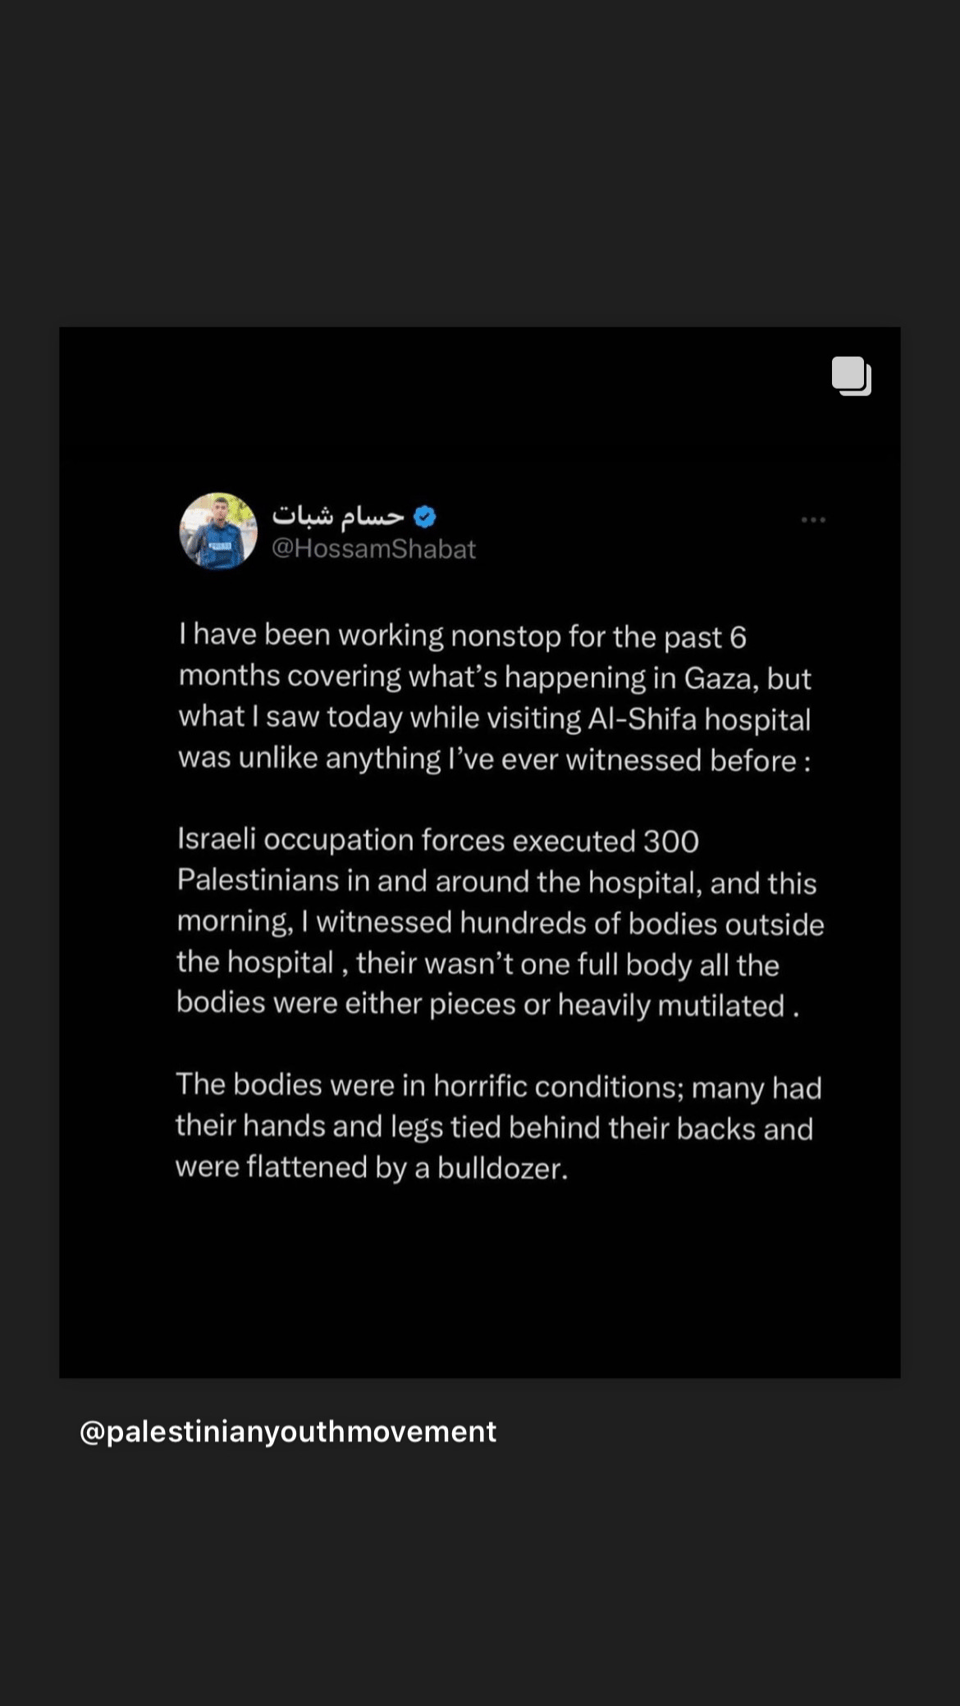 حسام شبات
@HossamShabat
I have been working nonstop for the past 6
months covering what's happening in Gaza, but
what I saw today while visiting Al-Shifa hospital
was unlike anything I've ever witnessed before :
Israeli occupation forces executed 300
Palestinians in and around the hospital, and this
morning, I witnessed hundreds of bodies outside
the hospital , their wasn't one full body all the
bodies were either pieces or heavily mutilated .
The bodies were in horrific conditions; many had
their hands and legs tied behind their backs and
were flattened by a bulldozer.
@palestinianyouthmovement